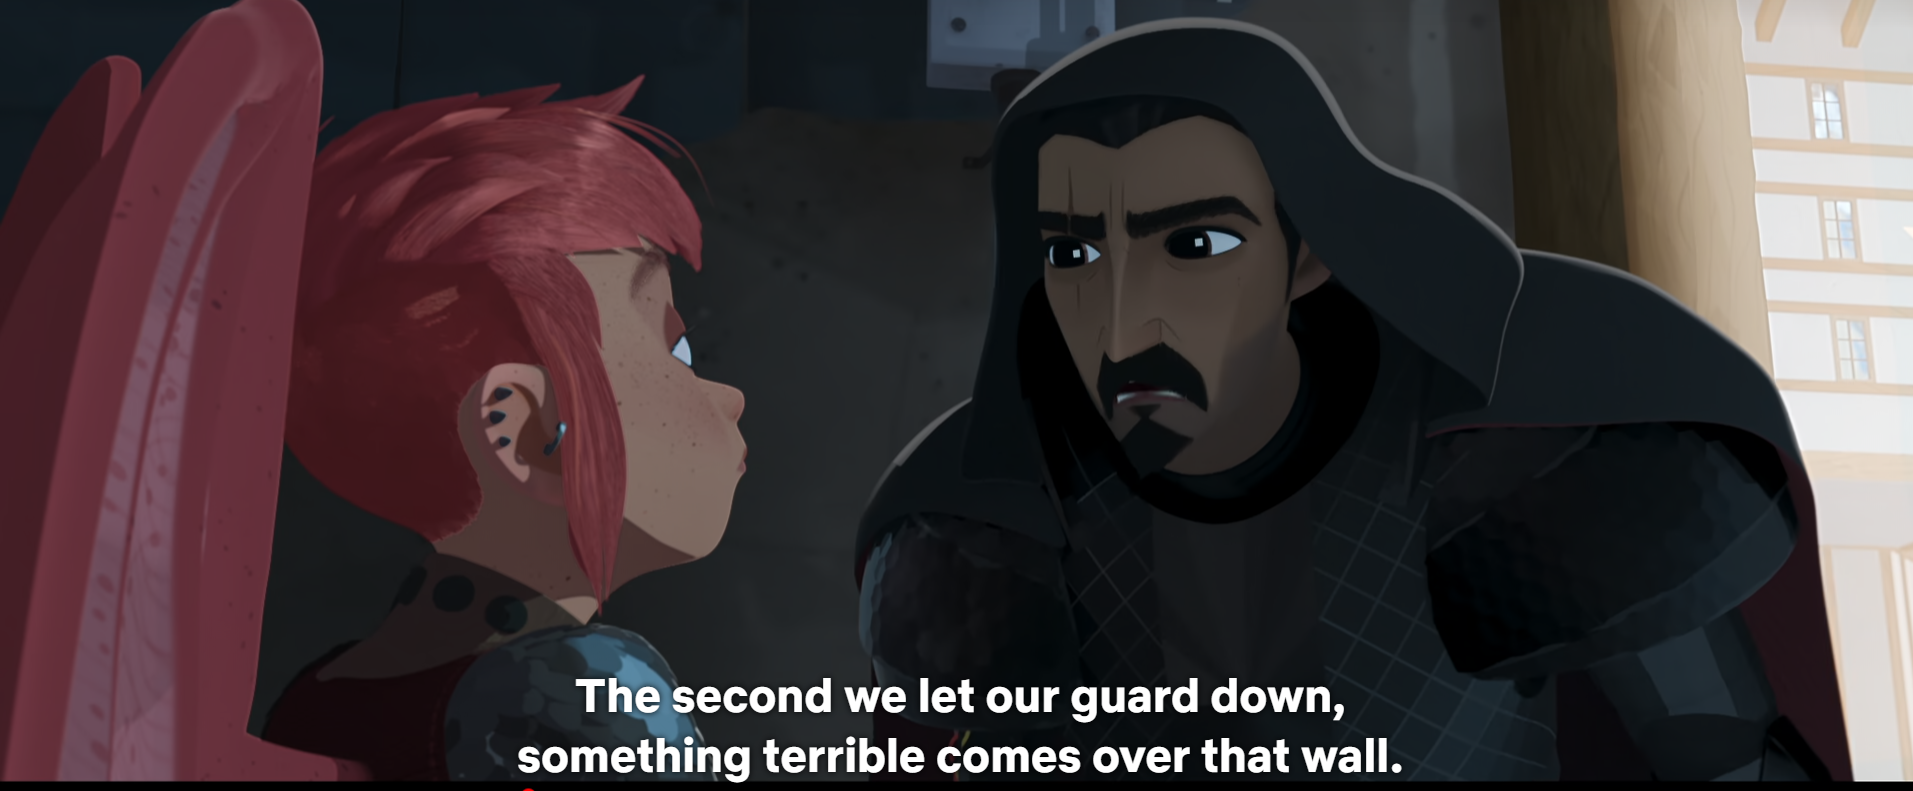 The second we let our guard down,
something terrible comes over that wall.